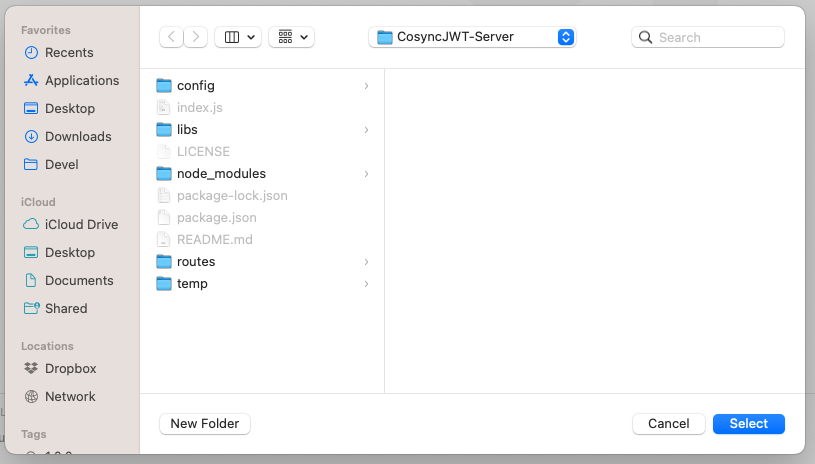 Favorites
Recents
Applications
Desktop
Downloads
Devel
iCloud
iCloud Drive
Desktop
Documents
Shared
Locations
Dropbox
Network
Tags
CosyncJWT-Server
Search
config
index.js
libs
LICENSE
node_modules
package-lock.json
package.json
README.md
routes
temp
New Folder
Cancel
Select